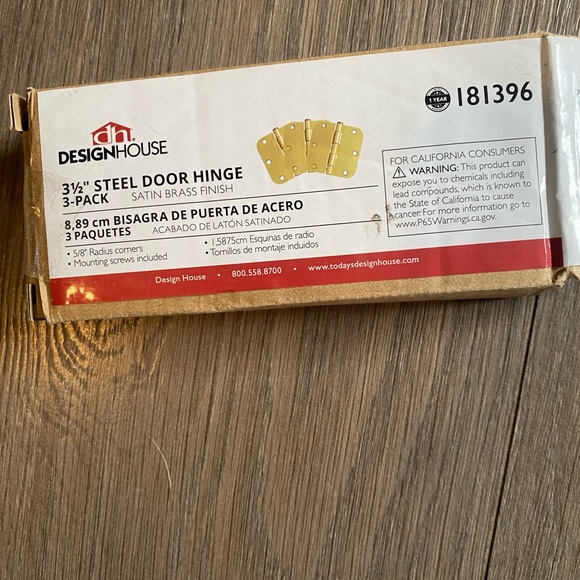 dh
DESIGNHOUSE
3½" STEEL DOOR HINGE
3-PACK SATIN BRASS FINISH
8,89 cm BISAGRA DE PUERTA DE ACERO
3 PAQUETES ACABADO DE LATÓN SATINADO
• 5/8" Radius corners
• Mounting screws included
• 1,5875cm Esquinas de radio
• Tornillos de montaje induidos
1 YEAR
181396
FOR CALIFORNIA CONSUMERS
⚠ WARNING: This product can
expose you to chemicals including
lead compounds, which is known to
the State of California to cause
cancer. For more information go to
www.P65Warnings.ca.gov.
Design House • 800.558.8700 • www.todaysdesignhouse.com